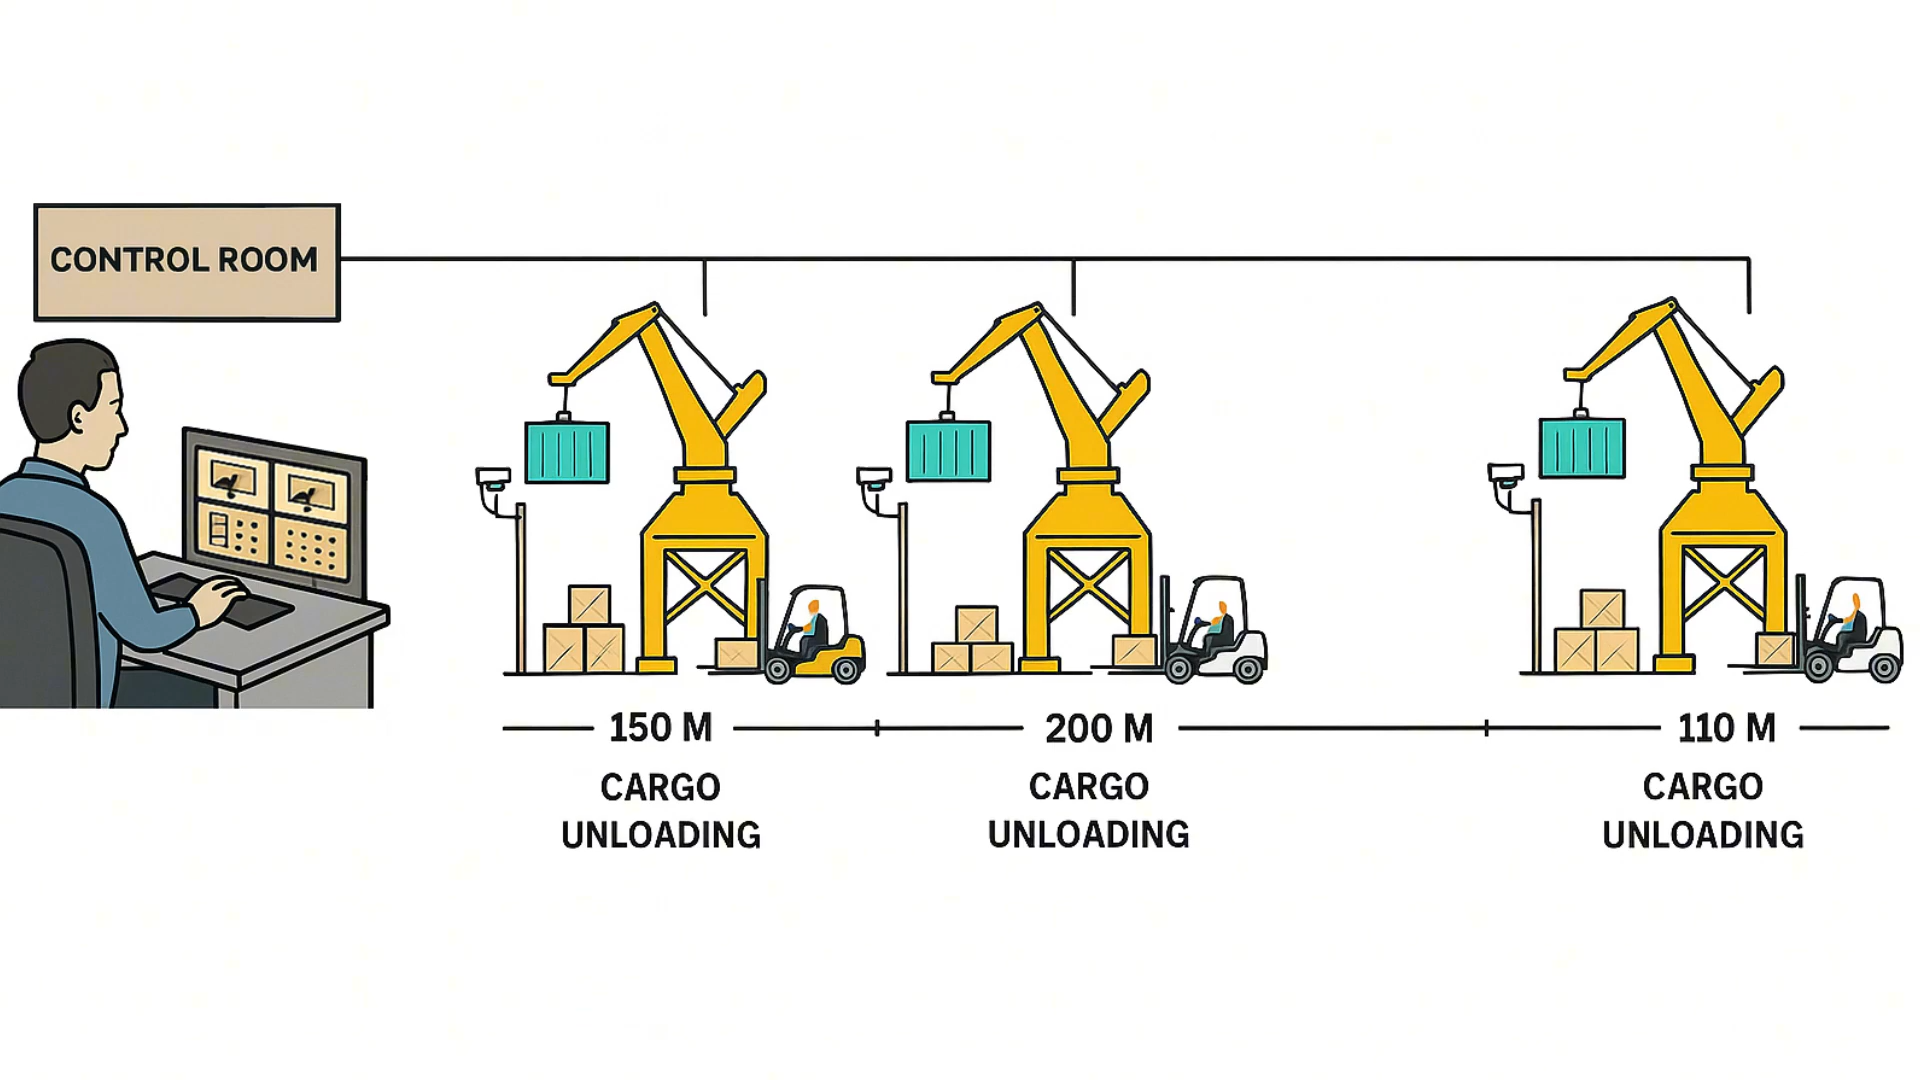 CONTROL ROOM
150 M
200 M
110 M
CARGO
UNLOADING
CARGO
UNLOADING
CARGO
UNLOADING